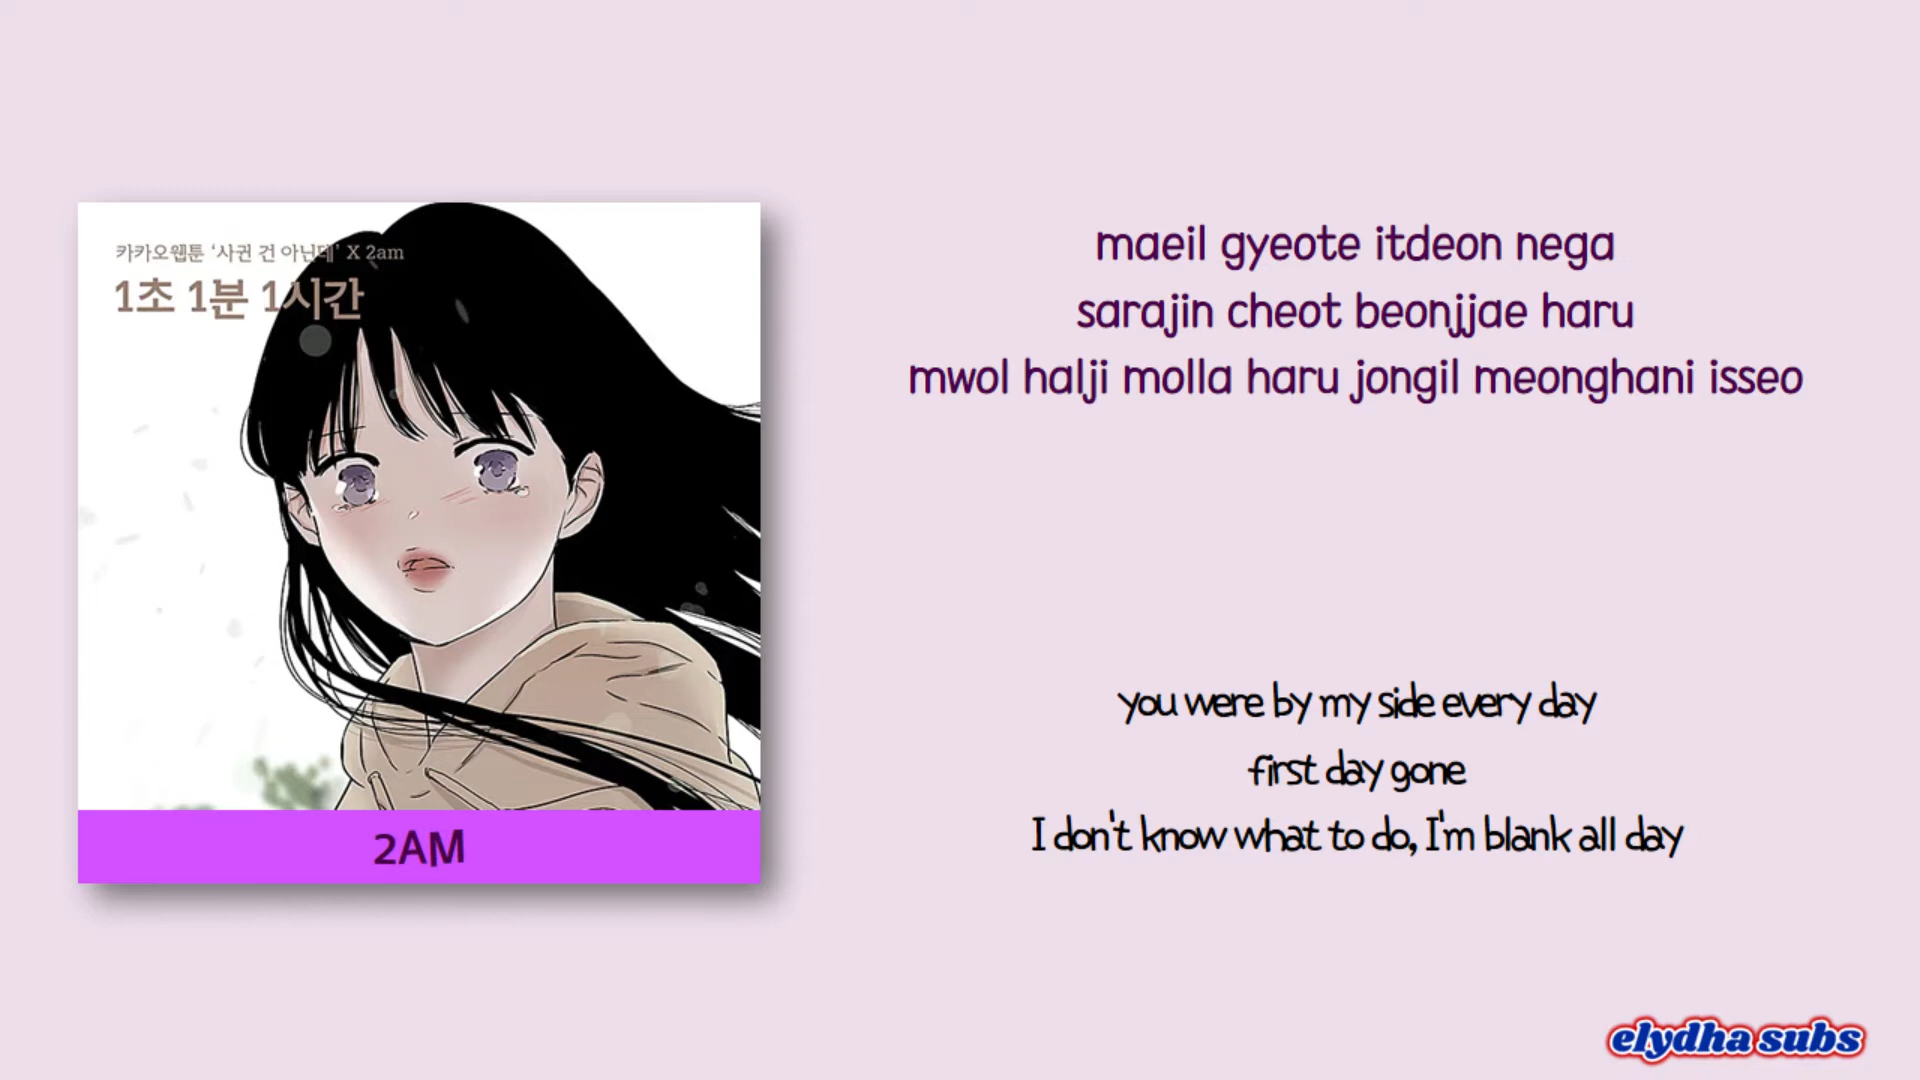 카카오웹툰 ‘사귄 건 아닌데’ X 2am
1초 1분 1시간
2AM
maeil gyeote itdeon nega
sarajin cheot beonjjae haru
mwol halji molla haru jongil meonghani isseo
you were by my side every day
first day gone
I don't know what to do, I'm blank all day
elydha subs